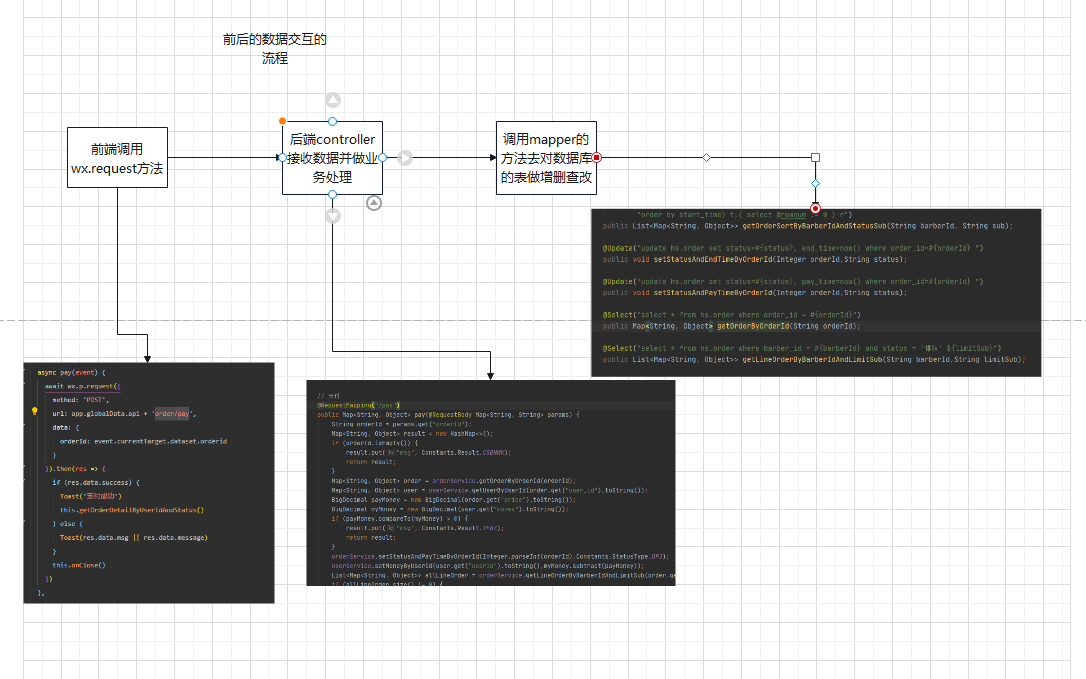 前后的数据交互的
流程
前端调用
wx.request方法
后端controller
接收数据并做业
务处理
调用mapper的
方法去对数据库
的表做增删查改
"order by start_time) t,( select @rownum := 0 ) r")
public List<Map<String, Object>> getOrderSortByBarberIdAndStatusSub(String barberId, String sub);
@Update("update hs.order set status=#{status}, end_time=now() where order_id=#{orderId} ")
public void setStatusAndEndTimeByOrderId(Integer orderId,String status);
@Update("update hs.order set status=#{status}, pay_time=now() where order_id=#{orderId} ")
public void setStatusAndPayTimeByOrderId(Integer orderId,String status);
@Select("select * from hs.order where order_id = #{orderId}")
public Map<String, Object> getOrderByOrderId(String orderId);
@Select("select * from hs.order where barber_id = #{barberId} and status = '排队' ${limitSub}")
public List<Map<String, Object>> getLineOrderByBarberIdAndLimitSub(String barberId,String limitSub);
async pay(event) {
await wx.p.request({
method: "POST",
url: app.globalData.api + 'order/pay',
data: {
orderId: event.currentTarget.dataset.orderid
}
}).then(res => {
if (res.data.success) {
Toast('支付成功')
this.getOrderDetailByUserIdAndStatus()
} else {
Toast(res.data.msg || res.data.message)
}
this.onClose()
})
},
// 支付
@RequestMapping("/pay")
public Map<String, Object> pay(@RequestBody Map<String, String> params) {
String orderId = params.get("orderId");
Map<String, Object> result = new HashMap<>();
if (orderId.isEmpty()) {
result.put("msg", Constants.Result.CSBNWK);
return result;
}
Map<String, Object> order = orderService.getOrderByOrderId(orderId);
Map<String, Object> user = userService.getUserByUserId(order.get("user_id").toString());
BigDecimal payMoney = new BigDecimal(order.get("price").toString());
BigDecimal myMoney = new BigDecimal(user.get("money").toString());
if (payMoney.compareTo(myMoney) > 0) {
result.put("msg", Constants.Result.YEBZ);
return result;
}
orderService.setStatusAndPayTimeByOrderId(Integer.parseInt(orderId),Constants.StatusType.DPJ);
userService.setMoneyByUserId(user.get("userId").toString(),myMoney.subtract(payMoney));
List<Map<String, Object>> allLineOrder = orderService.getLineOrderByBarberIdAndLimitSub(order.ge
if (allLineOrder.size() != 0) {